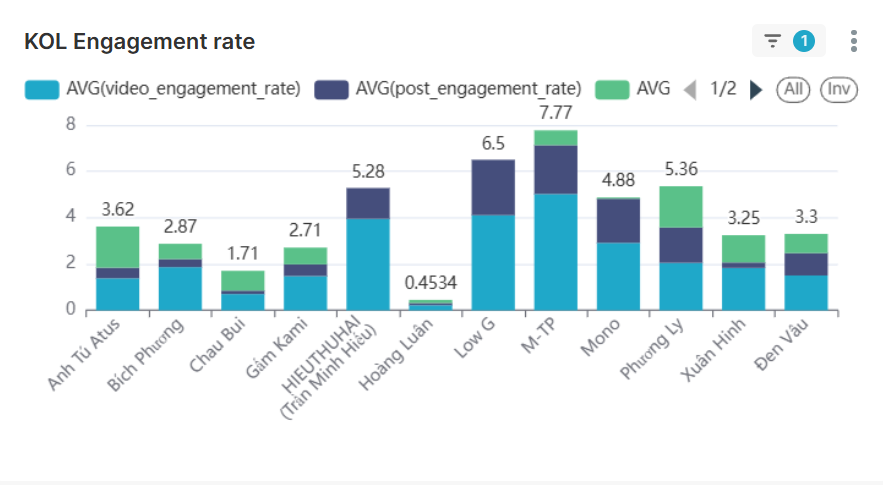 KOL Engagement rate
1
AVG(video_engagement_rate)
AVG(post_engagement_rate)
AVG
1/2
All
Inv
8
6
4
2
0
3.62
2.87
1.71
2.71
5.28
0.4534
6.5
7.77
4.88
5.36
3.25
3.3
Anh Tú Atus
Bích Phương
Chau Bui
Gầm Kami
HIEUTHUHAI
(Trần Minh Hiếu)
Hoàng Luân
Low G
M-TP
Mono
Phương Ly
Xuân Hinh
Đen Vâu